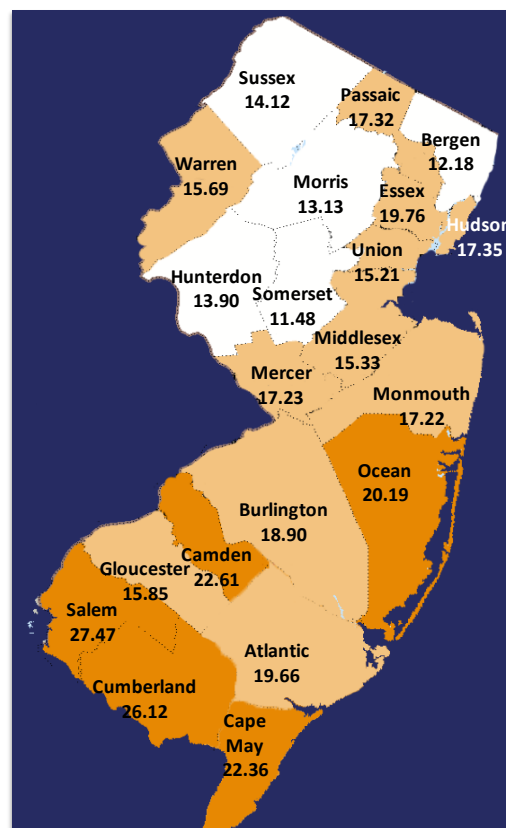 Sussex
14.12
Passaic
17.32
Bergen
12.18
Warren
15.69
Morris
13.13
Essex
19.76
Hudson
17.35
Union
15.21
Hunterdon
13.90
Somerset
11.48
Middlesex
15.33
Mercer
17.23
Monmouth
17.22
Ocean
20.19
Burlington
18.90
Camden
22.61
Gloucester
15.85
Salem
27.47
Atlantic
19.66
Cumberland
26.12
Cape
May
22.36